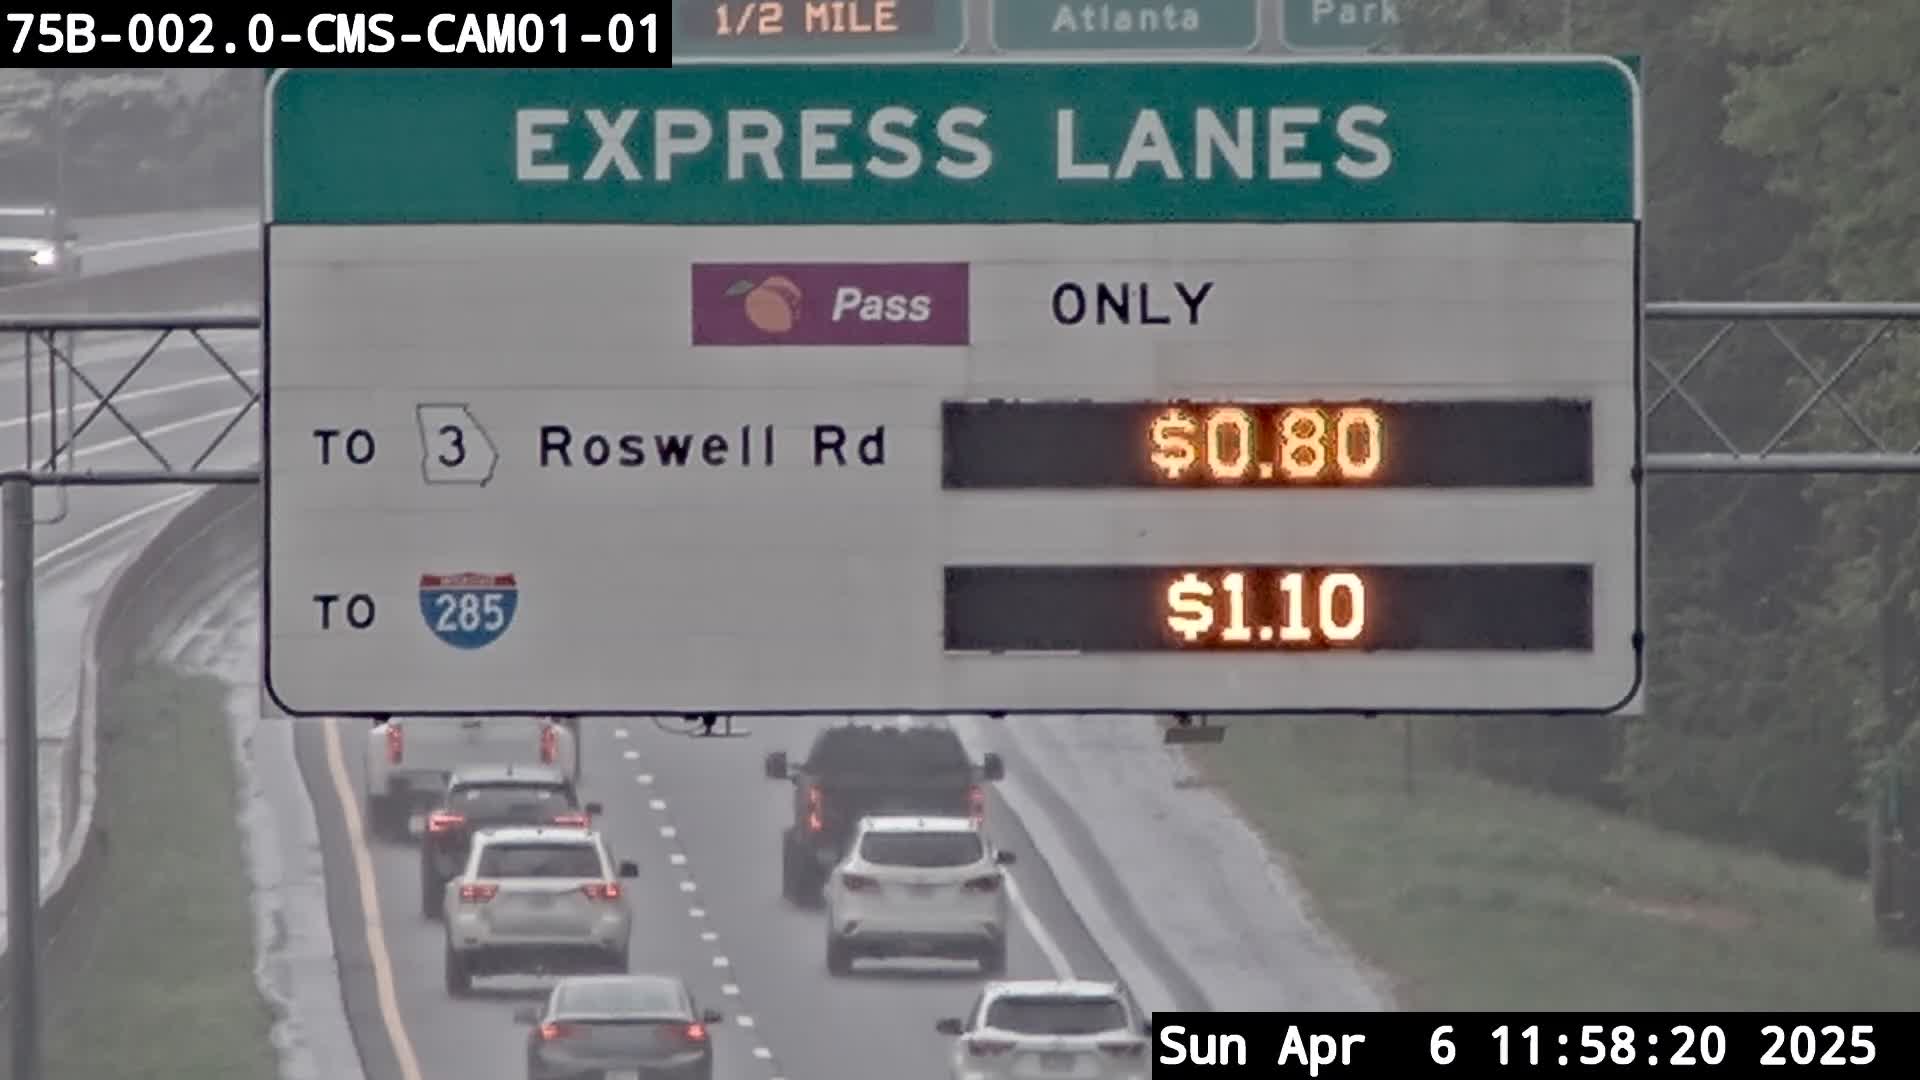 75B-002.0-CMS-CAM01-01
1/2 MILE
Atlanta
Park
EXPRESS LANES
Pass ONLY
TO 3 Roswell Rd $0.80
TO 285 $1.10
Sun Apr 6 11:58:20 2025